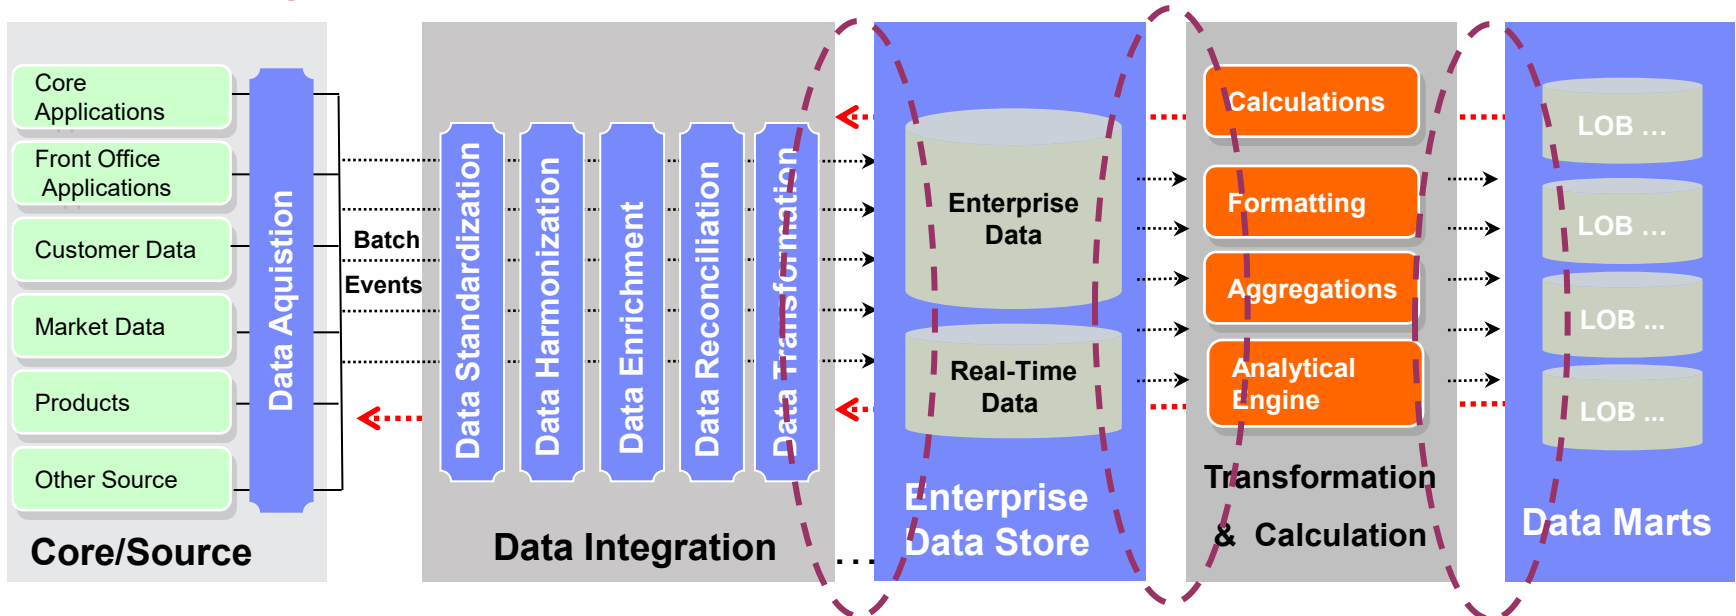 Core
Applications
Front Office
Applications
Customer Data
Market Data
Products
Other Source
Data Aquistion
Core/Source
Batch
Events
Data Standardization
Data Harmonization
Data Enrichment
Data Reconciliation
Data Transformation
Data Integration
...
Enterprise
Data
Real-Time
Data
Enterprise
Data Store
Calculations
Formatting
Aggregations
Analytical
Engine
Transformation
& Calculation
LOB …
LOB …
LOB ...
LOB ...
Data Marts